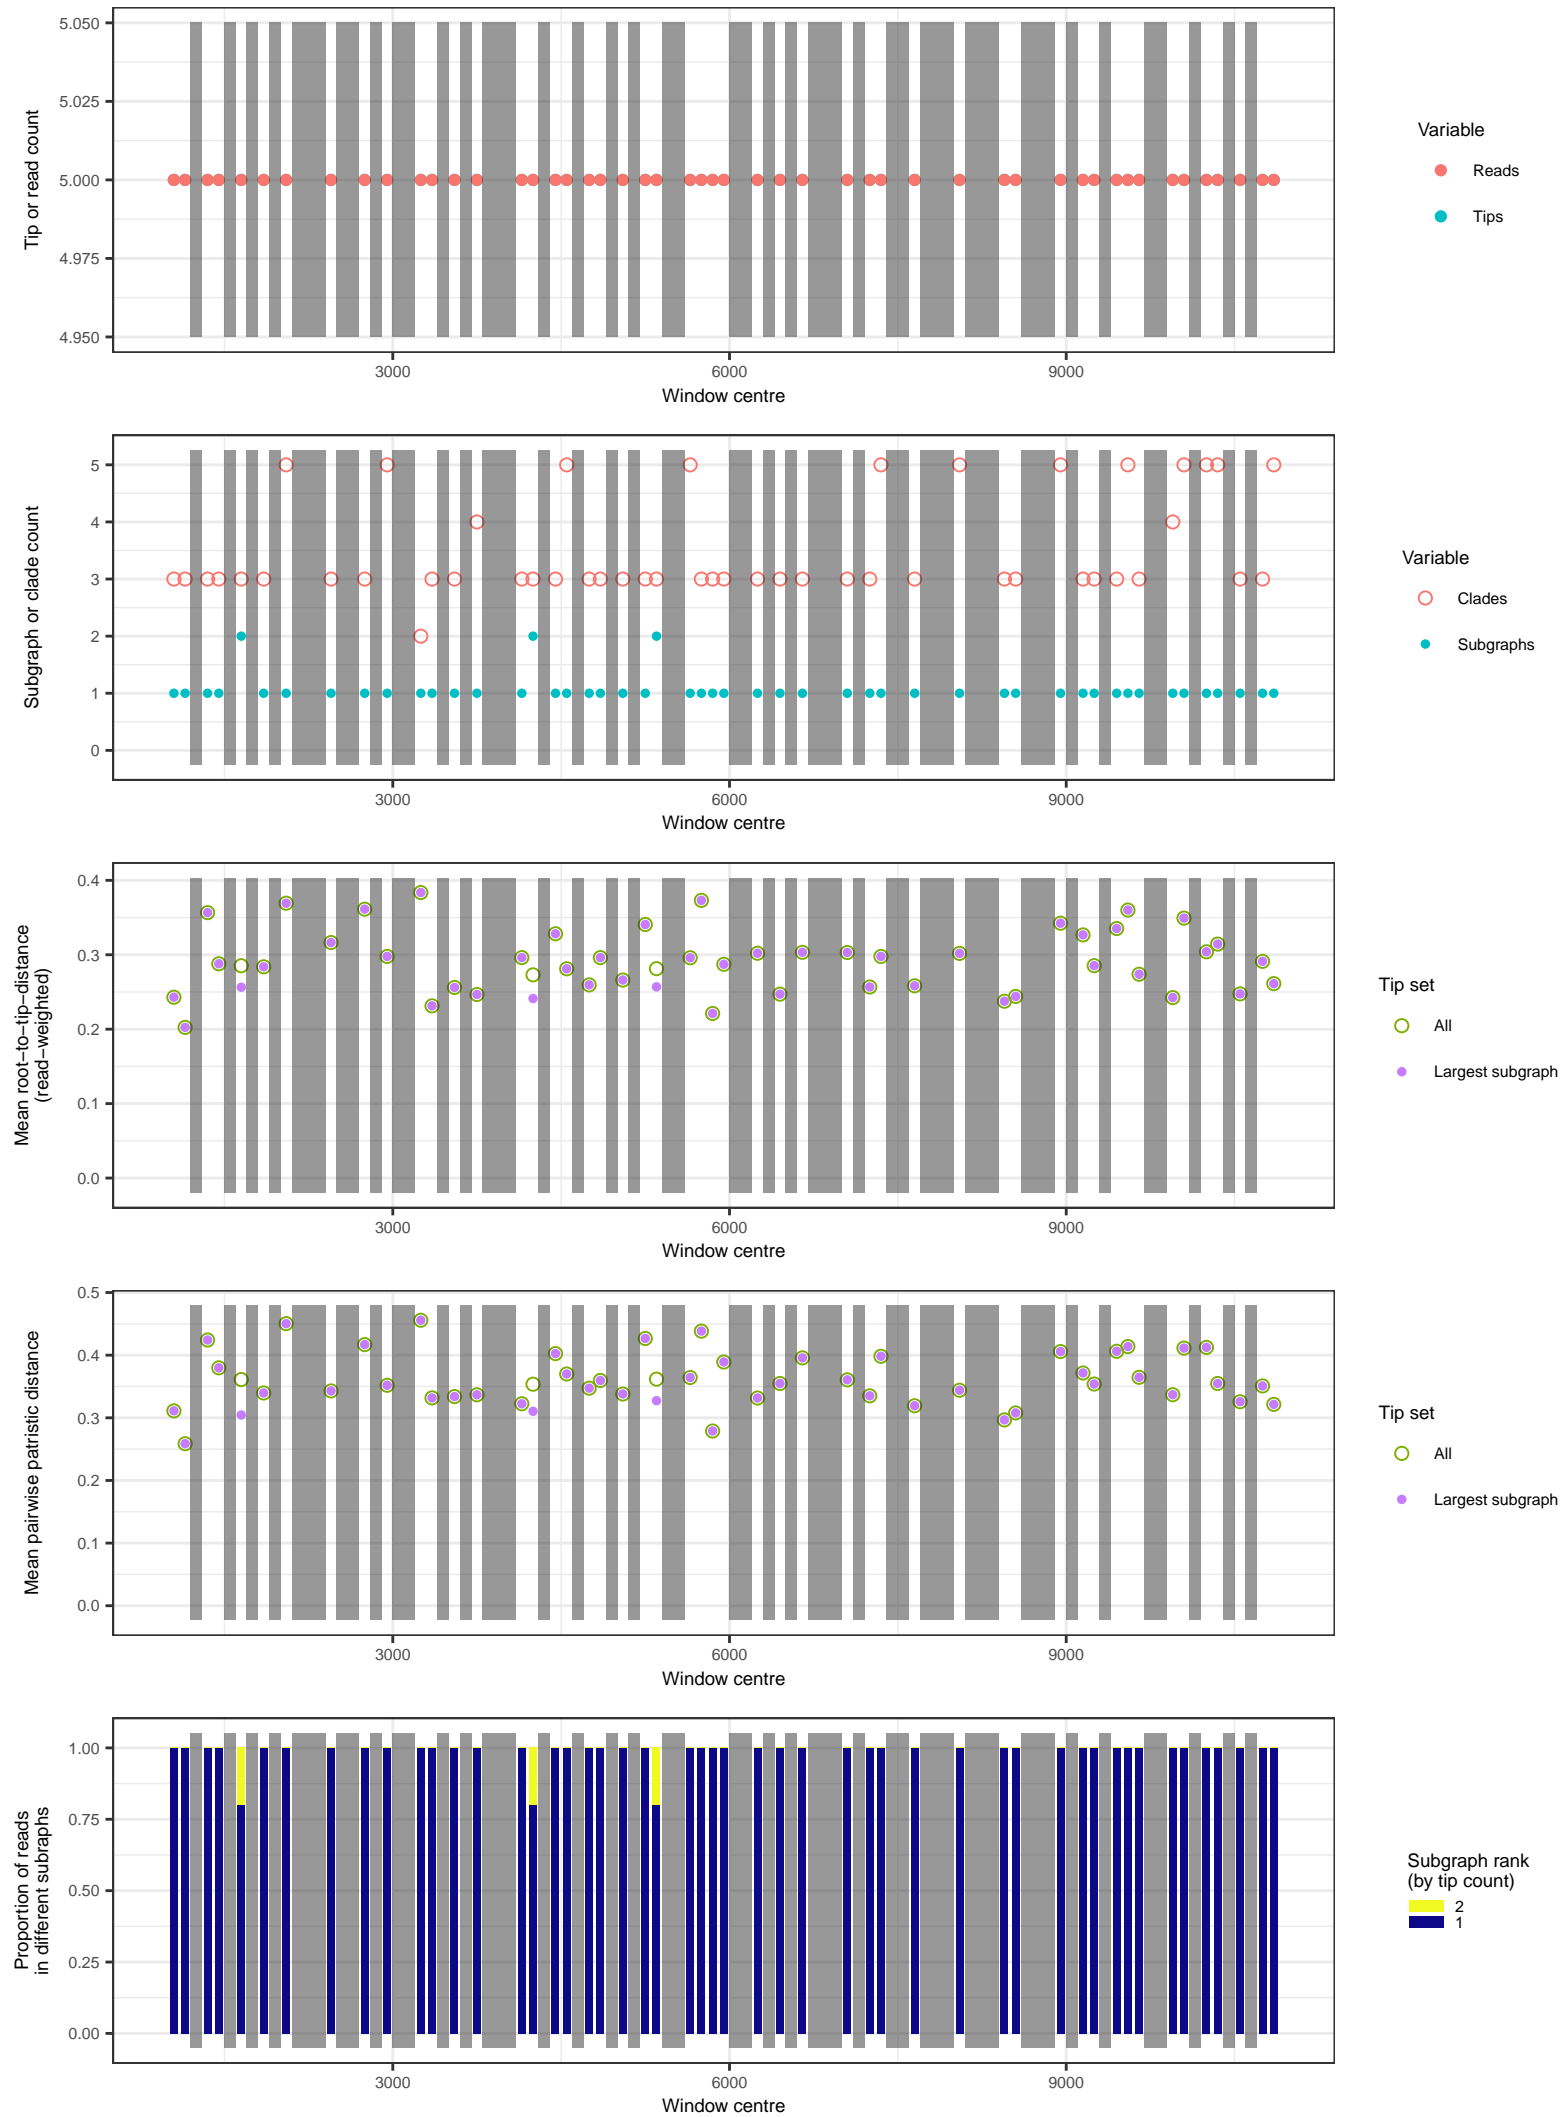 5.050
5.025
5.000
4.975
4.950
Tip or read count
3000 6000 9000
Window centre
Variable
Reads
Tips
5
4
3
2
1
0
Subgraph or clade count
3000 6000 9000
Window centre
Variable
Clades
Subgraphs
0.4
0.3
0.2
0.1
0.0
Mean root−to−tip−distance
(read−weighted)
3000 6000 9000
Window centre
Tip set
All
Largest subgraph
0.5
0.4
0.3
0.2
0.1
0.0
Mean pairwise patristic distance
3000 6000 9000
Window centre
Tip set
All
Largest subgraph
1.00
0.75
0.50
0.25
0.00
Proportion of reads
in different subraphs
3000 6000 9000
Window centre
Subgraph rank
(by tip count)
2
1